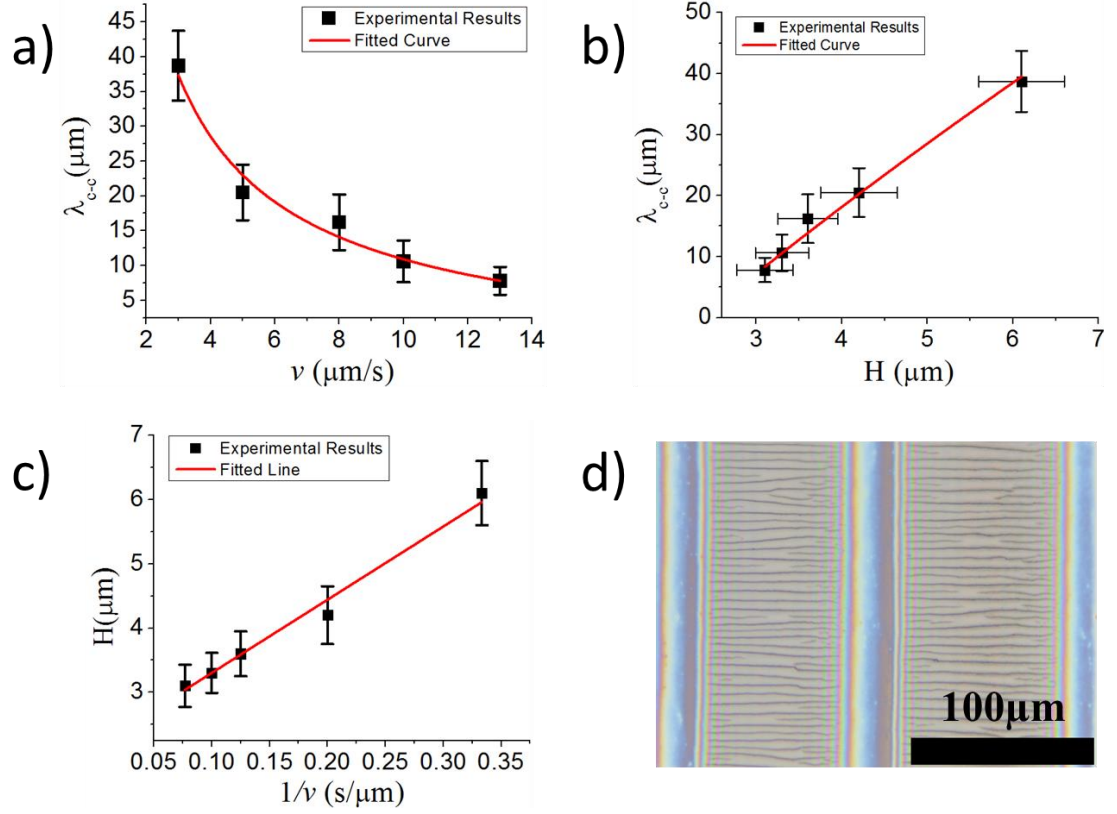 a)
45
40
35
30
25
20
15
10
5
λc-c(μm)
Experimental Results
Fitted Curve
2 4 6 8 10 12 14
v (μm/s)
b)
50
40
30
20
10
0
λc-c(μm)
Experimental Results
Fitted Curve
3 4 5 6 7
H (μm)
c)
7
6
5
4
3
H(μm)
Experimental Results
Fitted Line
0.05 0.10 0.15 0.20 0.25 0.30 0.35
1/v (s/μm)
d)
100μm